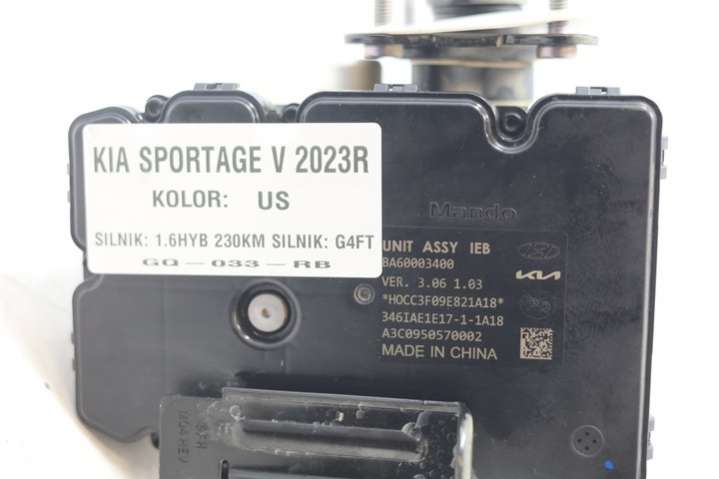 KIA SPORTAGE V 2023R
KOLOR: US
SILNIK: 1.6HYB 230KM SILNIK: G4FT
GQ-033-RB
Mando
UNIT ASSY IEB
BA60003400
VER. 3.06 1.03
*HOCC3F09E821A18*
346IAE1E17-1-1A18
A3C0950570002
MADE IN CHINA
KIA